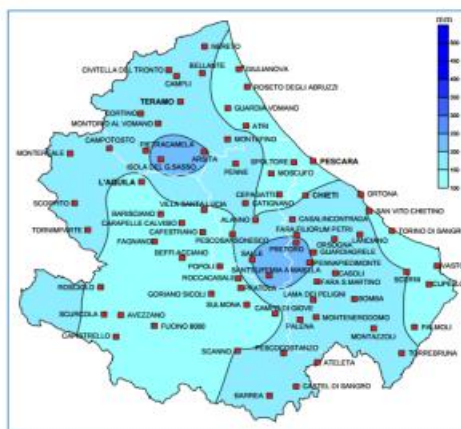 NERETO
CIVITELLA DEL TRONTO
BELLANTE
GIULIANOVA
CAMPLI
ROSETO DEGLI ABRUZZI
TERAMO
CORTINO
GUARDIA VOMANO
MONTORIO AL VOMANO
ATRI
CAMPOTOSTO
PIETRACAMELA
MONTEFINO
MONTEREALE
ARSITA
ISOLA DEL G.SASSO
SPOLTORE
PESCARA
PENNE
MOSCUFO
L'AQUILA
CEPAGATTI
CHIETI
ORTONA
SCOPPITO
VILLA SANTA LUCIA
CATIGNANO
BARISCIANO
SAN VITO CHIETINO
CARAPELLE CALVISIO
ALANNO
CASALINCONTRADA
TORNIMPARTE
CAPESTRANO
FARA FILIORUM PETRI
TORINO DI SANGRO
FAGNANO
PESCOSANSONESCO
PRETORO
ORSOGNA
LANCIANO
BEFFI-ACCIANO
SALLE
GUARDIAGRELE
POPOLI
PENNAPIEDIMONTE
VASTO
ROCCACASALE
SANT'EUFEMIA A MAIELLA
CASOLI
SCERNI
ROSCIOLO
PRATOLA
FARA S.MARTINO
CUPELLO
GORIANO SICOLI
LAMA DEI PELIGNI
SULMONA
BOMBA
SCURCOLA
AVEZZANO
CAMPO DI GIOVE
MONTENERODOMO
FUCINO 8000
PALENA
PALMOLI
CAPISTRELLO
MONTAZZOLI
SCANNO
PESCOCOSTANZO
TORREBRUNA
ATELETA
BARREA
CASTEL DI SANGRO
500
400
300
200
100